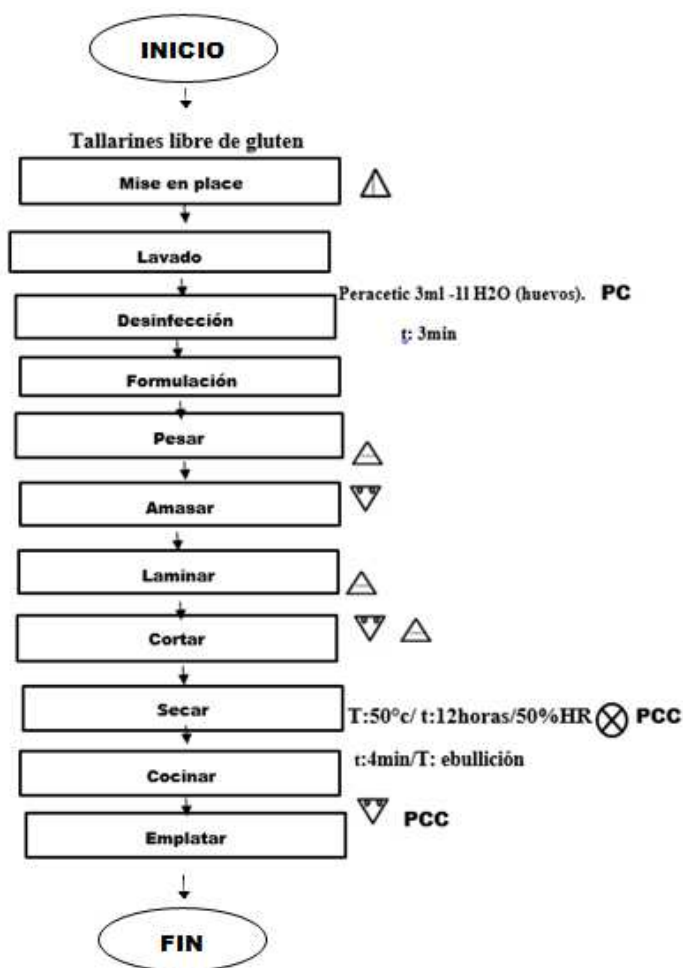 INICIO
Tallarines libre de gluten
Mise en place
Lavado
Peracetic 3ml -1l H2O (huevos). PC
Desinfección
t: 3min
Formulación
Pesar
Amasar
Laminar
Cortar
Secar
T:50°c/ t:12horas/50%HR PCC
t:4min/T: ebullición
Cocinar
PCC
Emplatar
FIN